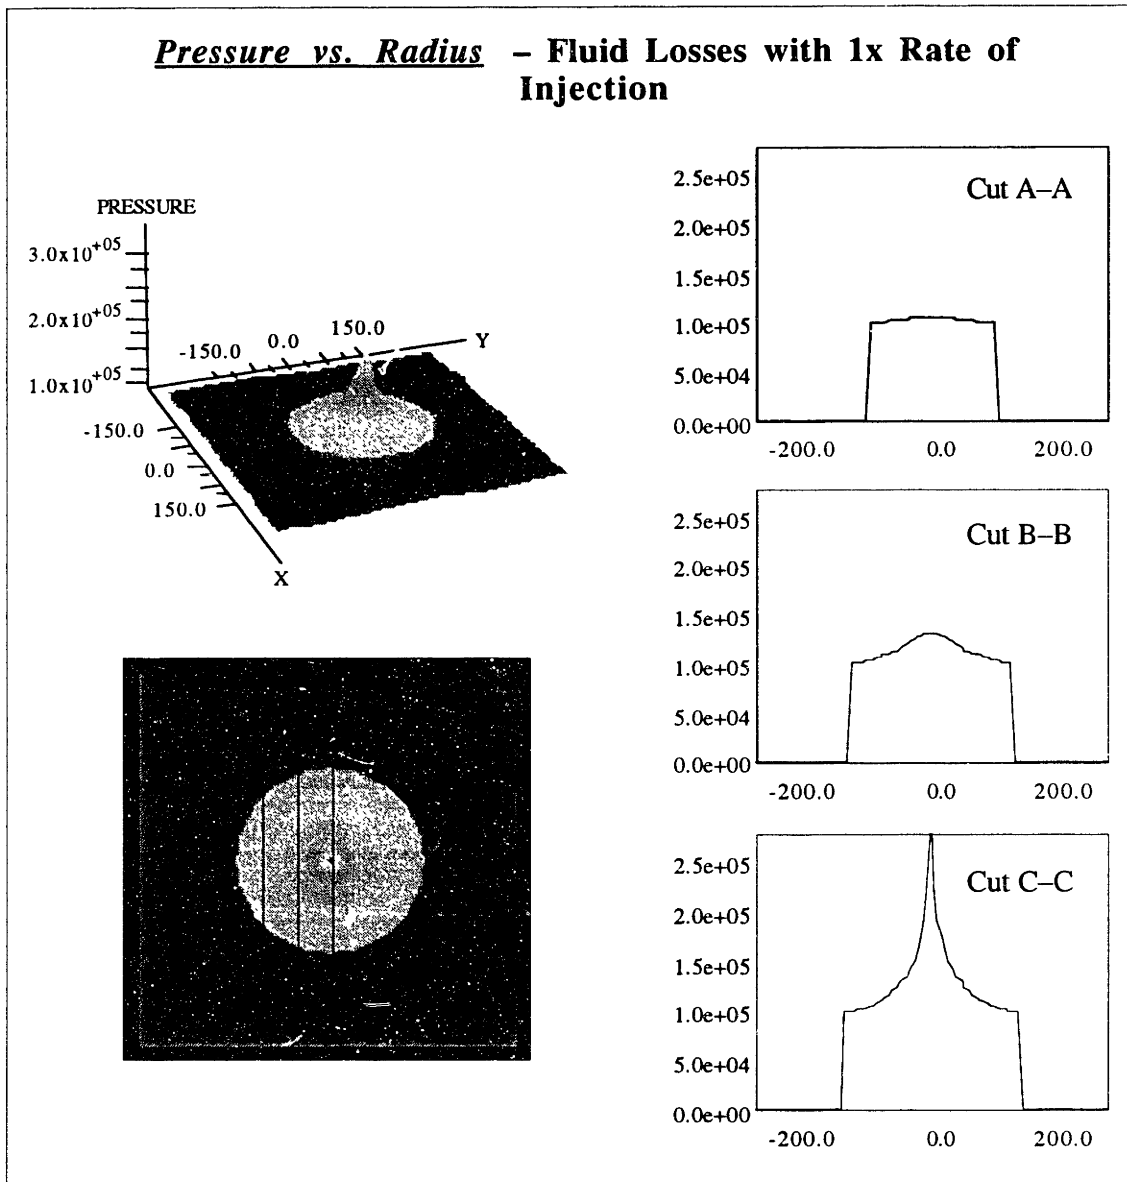 Pressure vs. Radius – Fluid Losses with 1x Rate of
Injection
PRESSURE
3.0x10+05
2.0x10+05
1.0x10+05
-150.0
0.0
150.0
Y
-150.0
0.0
150.0
X
Cut A–A
2.5e+05
2.0e+05
1.5e+05
1.0e+05
5.0e+04
0.0e+00
-200.0
0.0
200.0
Cut B–B
2.5e+05
2.0e+05
1.5e+05
1.0e+05
5.0e+04
0.0e+00
-200.0
0.0
200.0
Cut C–C
2.5e+05
2.0e+05
1.5e+05
1.0e+05
5.0e+04
0.0e+00
-200.0
0.0
200.0